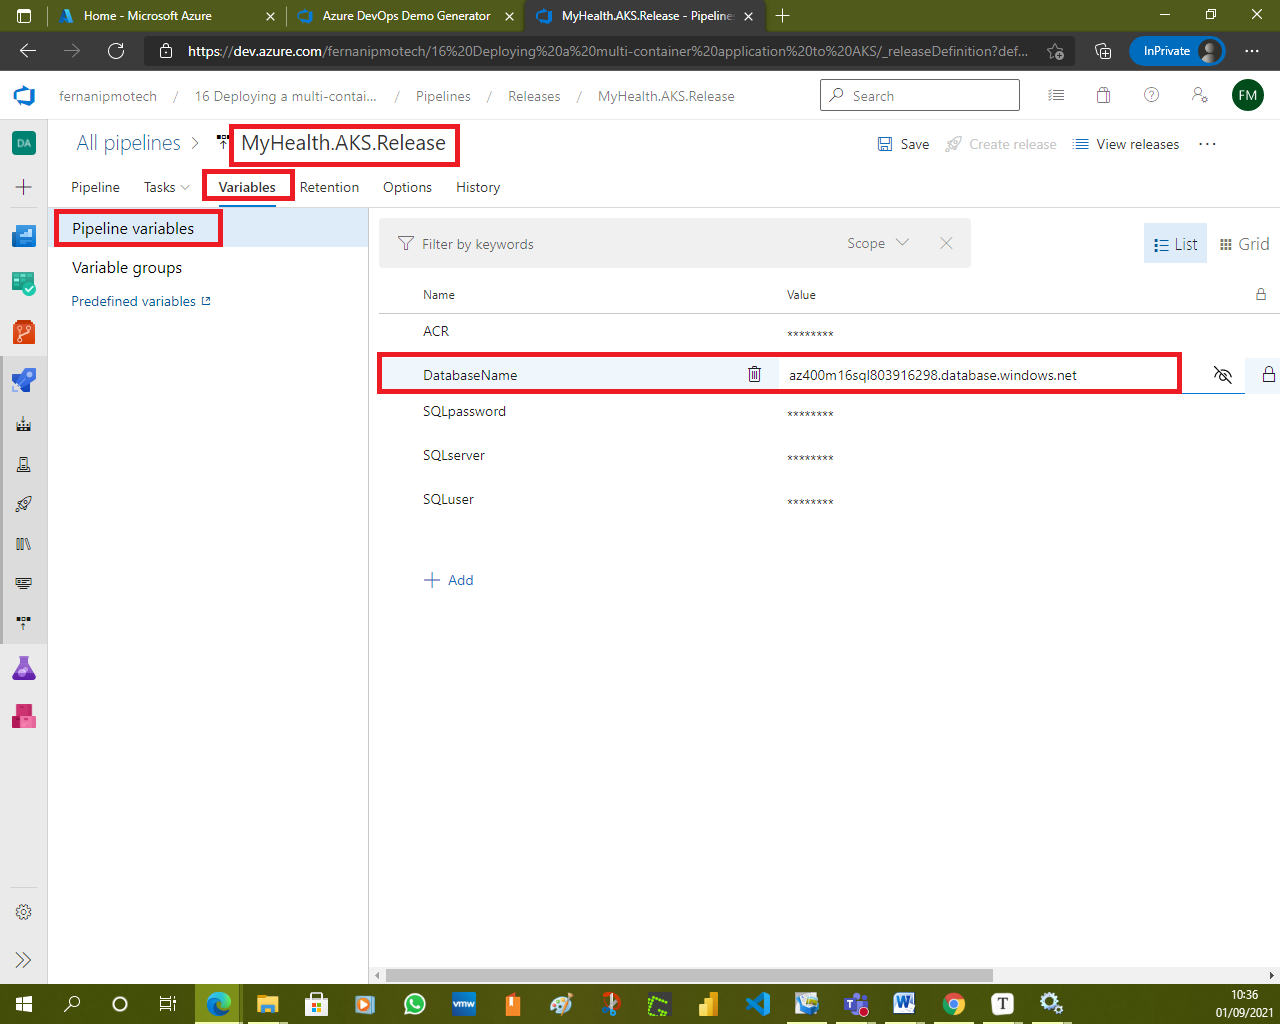 Home - Microsoft Azure
Azure DevOps Demo Generator
MyHealth.AKS.Release - Pipelines
https://dev.azure.com/fernanipmotech/16%20Deploying%20a%20multi-container%20application%20to%20AKS/_releaseDefinition?def...
InPrivate
fernanipmotech / 16 Deploying a multi-contai... / Pipelines / Releases / MyHealth.AKS.Release
Search
FM
DA
All pipelines > MyHealth.AKS.Release
Save
Create release
View releases
Pipeline
Tasks
Variables
Retention
Options
History
Pipeline variables
Variable groups
Predefined variables
Filter by keywords
Scope
List
Grid
Name Value
ACR ********
DatabaseName az400m16sql803916298.database.windows.net
SQLpassword ********
SQLserver ********
SQLuser ********
+ Add
vmw
W
T
10:36
01/09/2021